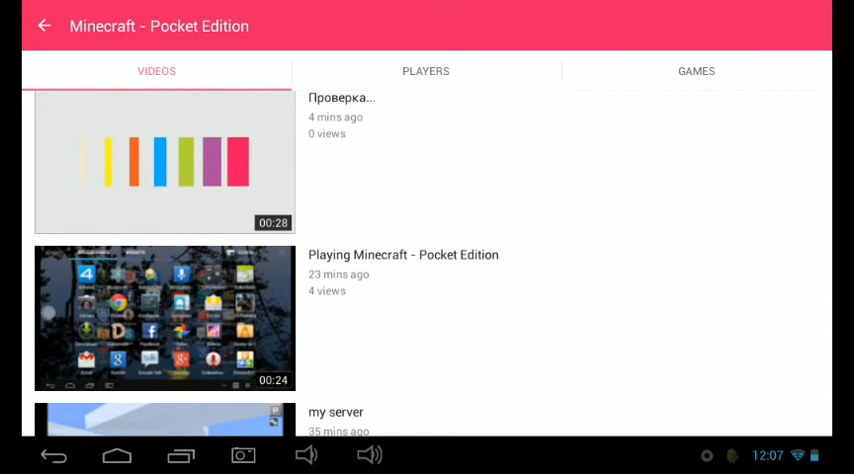 Minecraft - Pocket Edition
VIDEOS
PLAYERS
GAMES
Проверка...
4 mins ago
0 views
00:28
Playing Minecraft - Pocket Edition
23 mins ago
4 views
00:24
my server
35 mins ago
12:07